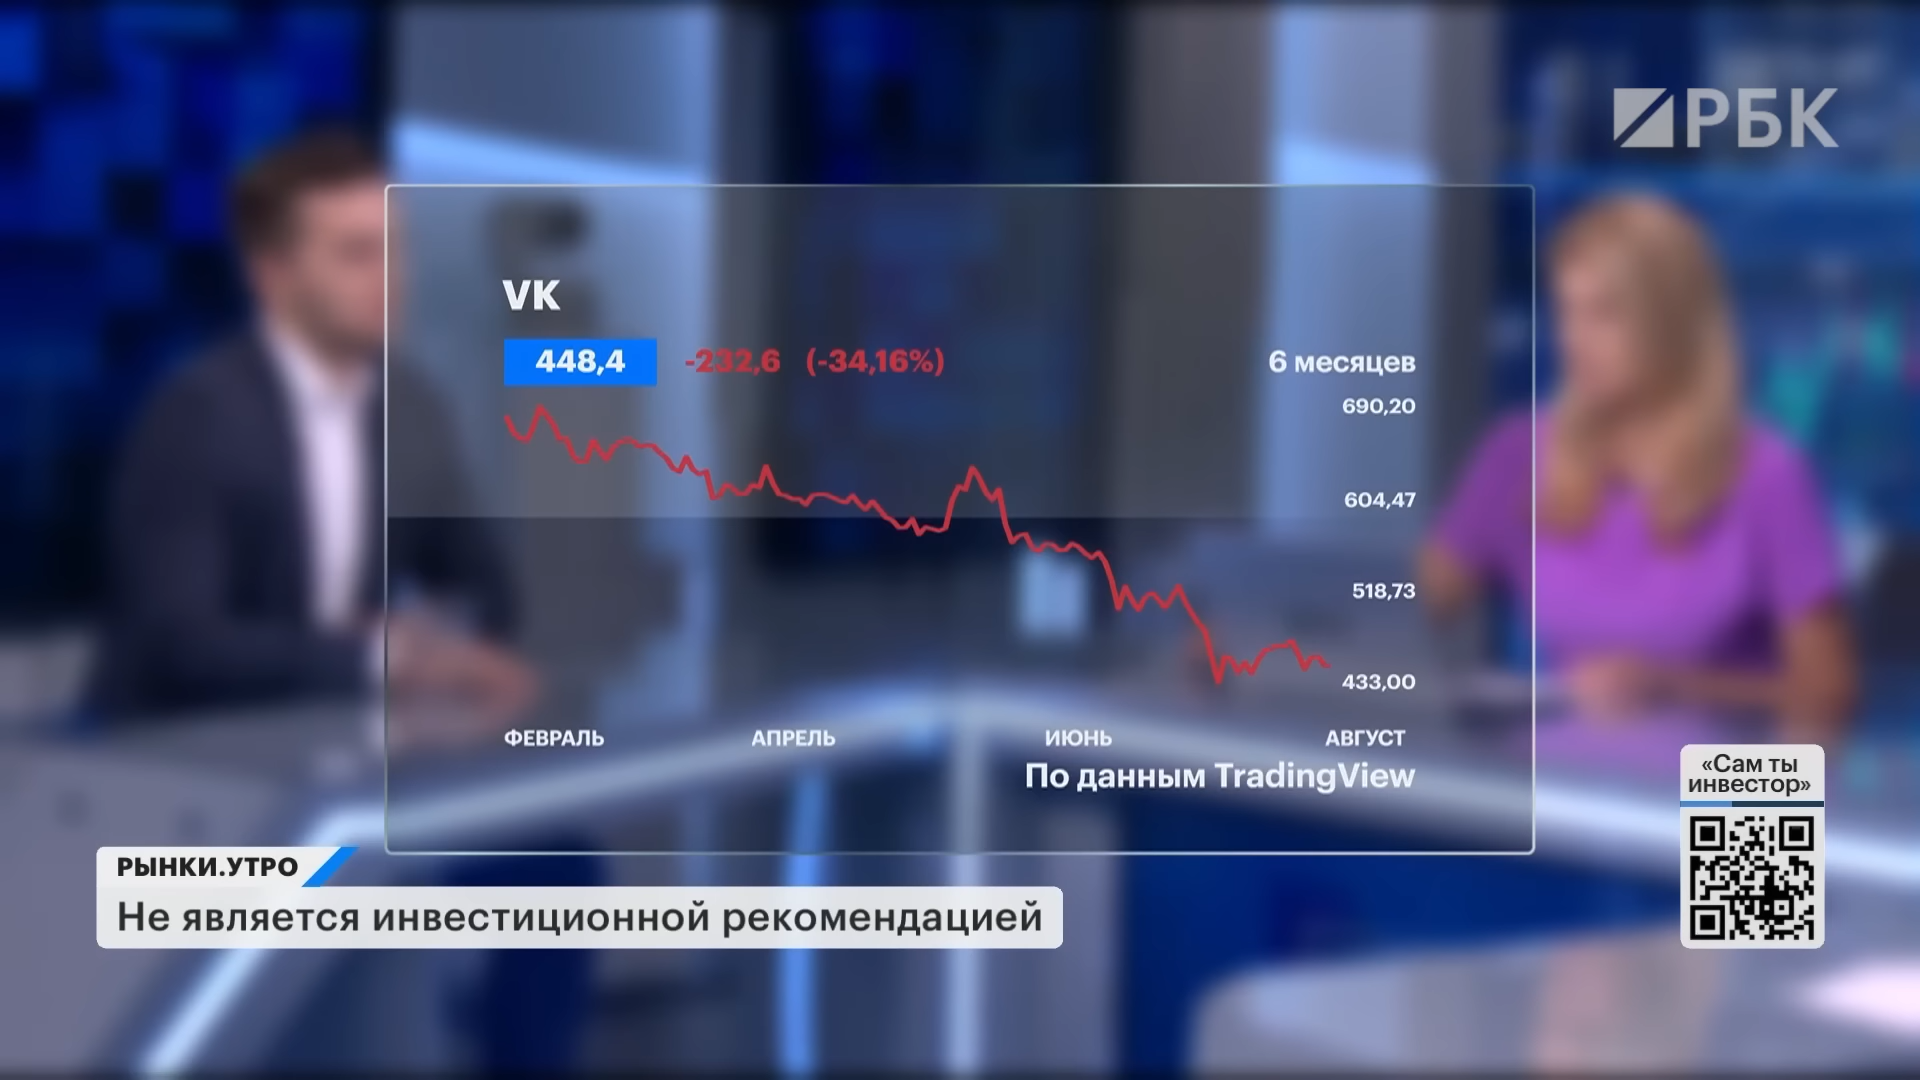 РБК
VK
448,4 -232,6 (-34,16%) 6 месяцев
690,20
604,47
518,73
433,00
ФЕВРАЛЬ АПРЕЛЬ ИЮНЬ АВГУСТ
По данным TradingView
«Сам ты
инвестор»
РЫНКИ.УТРО
Не является инвестиционной рекомендацией